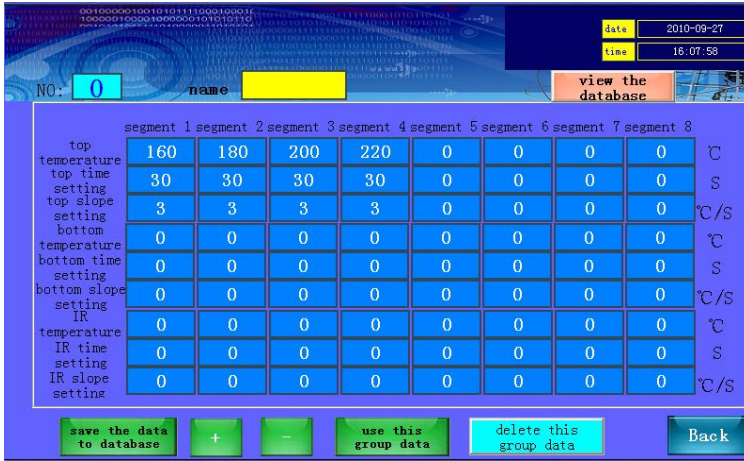 date 2010-09-27
time 16:07:58
NO: 0 name
view the
database
segment 1 segment 2 segment 3 segment 4 segment 5 segment 6 segment 7 segment 8
top
temperature 160 180 200 220 0 0 0 0 ℃
top time
setting 30 30 30 30 0 0 0 0 S
top slope
setting 3 3 3 3 0 0 0 0 ℃/S
bottom
temperature 0 0 0 0 0 0 0 0 ℃
bottom time
setting 0 0 0 0 0 0 0 0 S
bottom slope
setting 0 0 0 0 0 0 0 0 ℃/S
IR
temperature 0 0 0 0 0 0 0 0 ℃
IR time
setting 0 0 0 0 0 0 0 0 S
IR slope
setting 0 0 0 0 0 0 0 0 ℃/S
save the data
to database
+
-
use this
group data
delete this
group data
Back